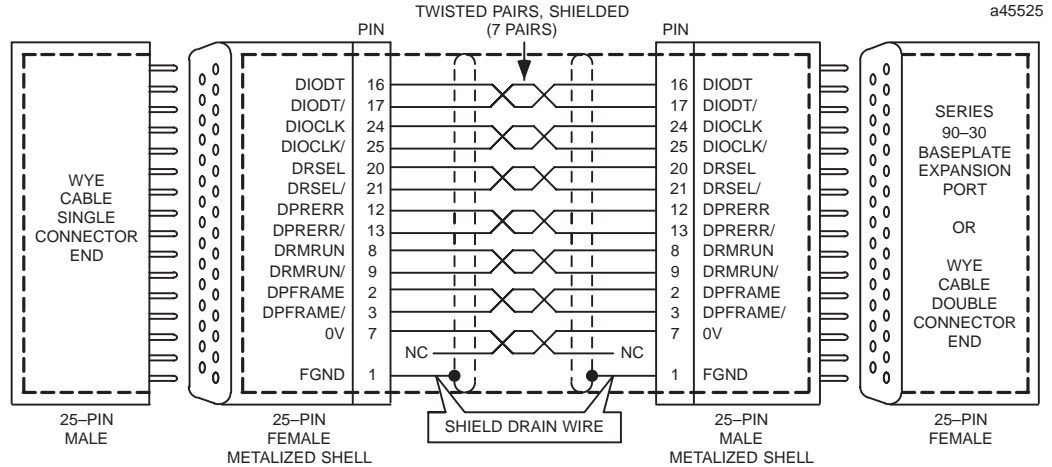 TWISTED PAIRS, SHIELDED
(7 PAIRS)
a45525
PIN
PIN
WYE
CABLE
SINGLE
CONNECTOR
END
DIODT 16
DIODT/ 17
DIOCLK 24
DIOCLK/ 25
DRSEL 20
DRSEL/ 21
DPRERR 12
DPRERR/ 13
DRMRUN 8
DRMRUN/ 9
DPFRAME 2
DPFRAME/ 3
0V 7
NC
FGND 1
NC
16 DIODT
17 DIODT/
24 DIOCLK
25 DIOCLK/
20 DRSEL
21 DRSEL/
12 DPRERR
13 DPRERR/
8 DRMRUN
9 DRMRUN/
2 DPFRAME
3 DPFRAME/
7 0V
1 FGND
SERIES
90–30
BASEPLATE
EXPANSION
PORT
OR
WYE
CABLE
DOUBLE
CONNECTOR
END
SHIELD DRAIN WIRE
25–PIN
MALE
25–PIN
FEMALE
METALIZED SHELL
25–PIN
MALE
METALIZED SHELL
25–PIN
FEMALE